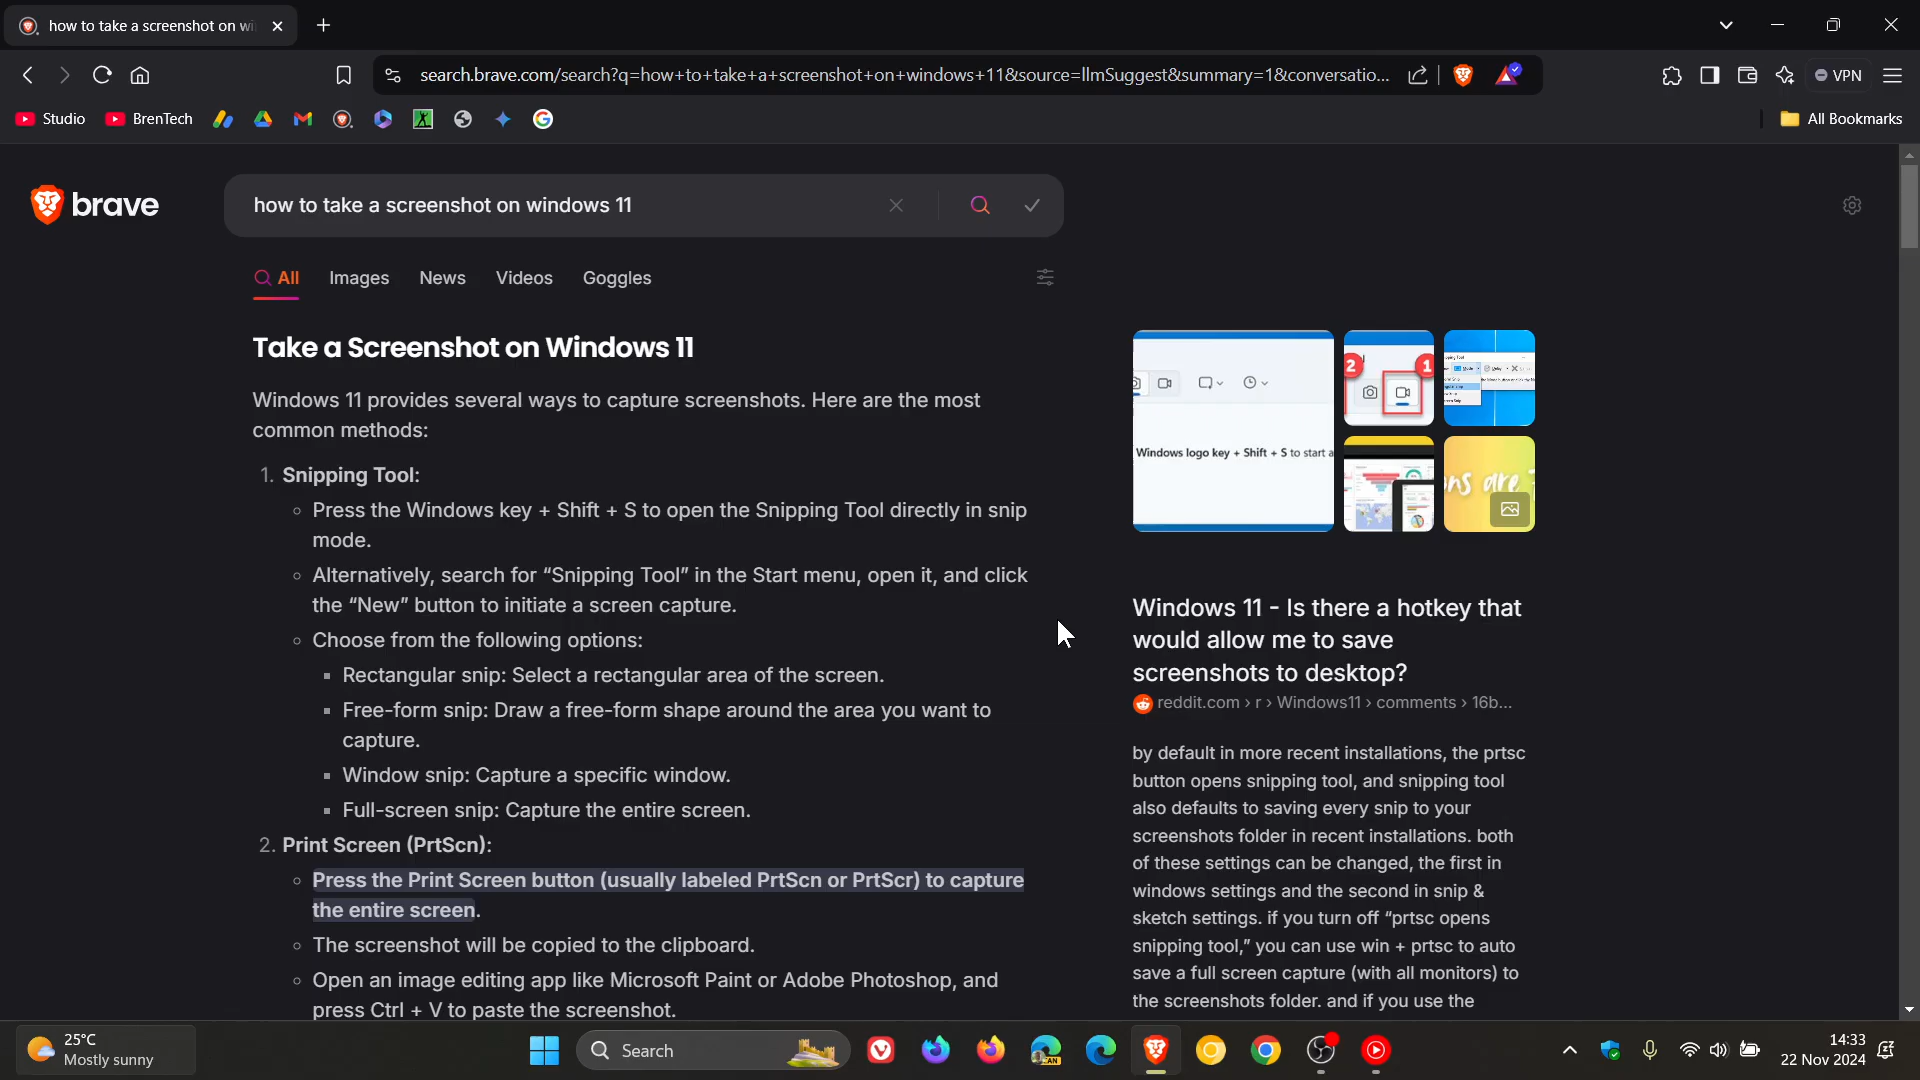 how to take a screenshot on wi
search.brave.com/search?q=how+to+take+a+screenshot+on+windows+11&source=llmSuggest&summary=1&conversatio...
VPN
Studio
BrenTech
All Bookmarks
brave
how to take a screenshot on windows 11
All
Images
News
Videos
Goggles
Take a Screenshot on Windows 11
Windows 11 provides several ways to capture screenshots. Here are the most
common methods:
1. Snipping Tool:
Press the Windows key + Shift + S to open the Snipping Tool directly in snip
mode.
Alternatively, search for “Snipping Tool” in the Start menu, open it, and click
the “New” button to initiate a screen capture.
Choose from the following options:
Rectangular snip: Select a rectangular area of the screen.
Free-form snip: Draw a free-form shape around the area you want to
capture.
Window snip: Capture a specific window.
Full-screen snip: Capture the entire screen.
2. Print Screen (PrtScn):
Press the Print Screen button (usually labeled PrtScn or PrtScr) to capture
the entire screen.
The screenshot will be copied to the clipboard.
Open an image editing app like Microsoft Paint or Adobe Photoshop, and
press Ctrl + V to paste the screenshot.
Windows logo key + Shift + S to start a
2
1
ns are
Windows 11 - Is there a hotkey that
would allow me to save
screenshots to desktop?
reddit.com › r › Windows11 › comments › 16b...
by default in more recent installations, the prtsc
button opens snipping tool, and snipping tool
also defaults to saving every snip to your
screenshots folder in recent installations. both
of these settings can be changed, the first in
windows settings and the second in snip &
sketch settings. if you turn off “prtsc opens
snipping tool,” you can use win + prtsc to auto
save a full screen capture (with all monitors) to
the screenshots folder. and if you use the
25°C
Mostly sunny
Search
CAN
14:33
22 Nov 2024